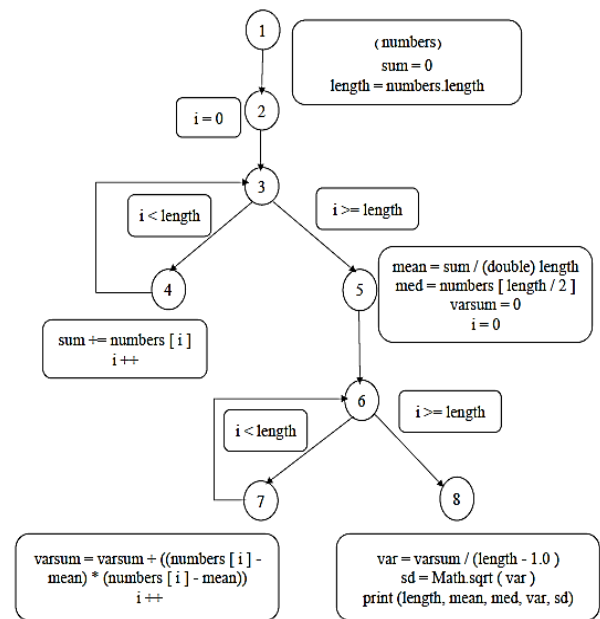 1
(numbers)
sum = 0
length = numbers.length
i = 0
2
3
i < length
i >= length
4
5
mean = sum / (double) length
med = numbers [ length / 2 ]
varsum = 0
i = 0
sum += numbers [ i ]
i ++
6
i < length
i >= length
7
8
varsum = varsum + ((numbers [ i ] -
mean) * (numbers [ i ] - mean))
i ++
var = varsum / (length - 1.0 )
sd = Math.sqrt ( var )
print (length, mean, med, var, sd)